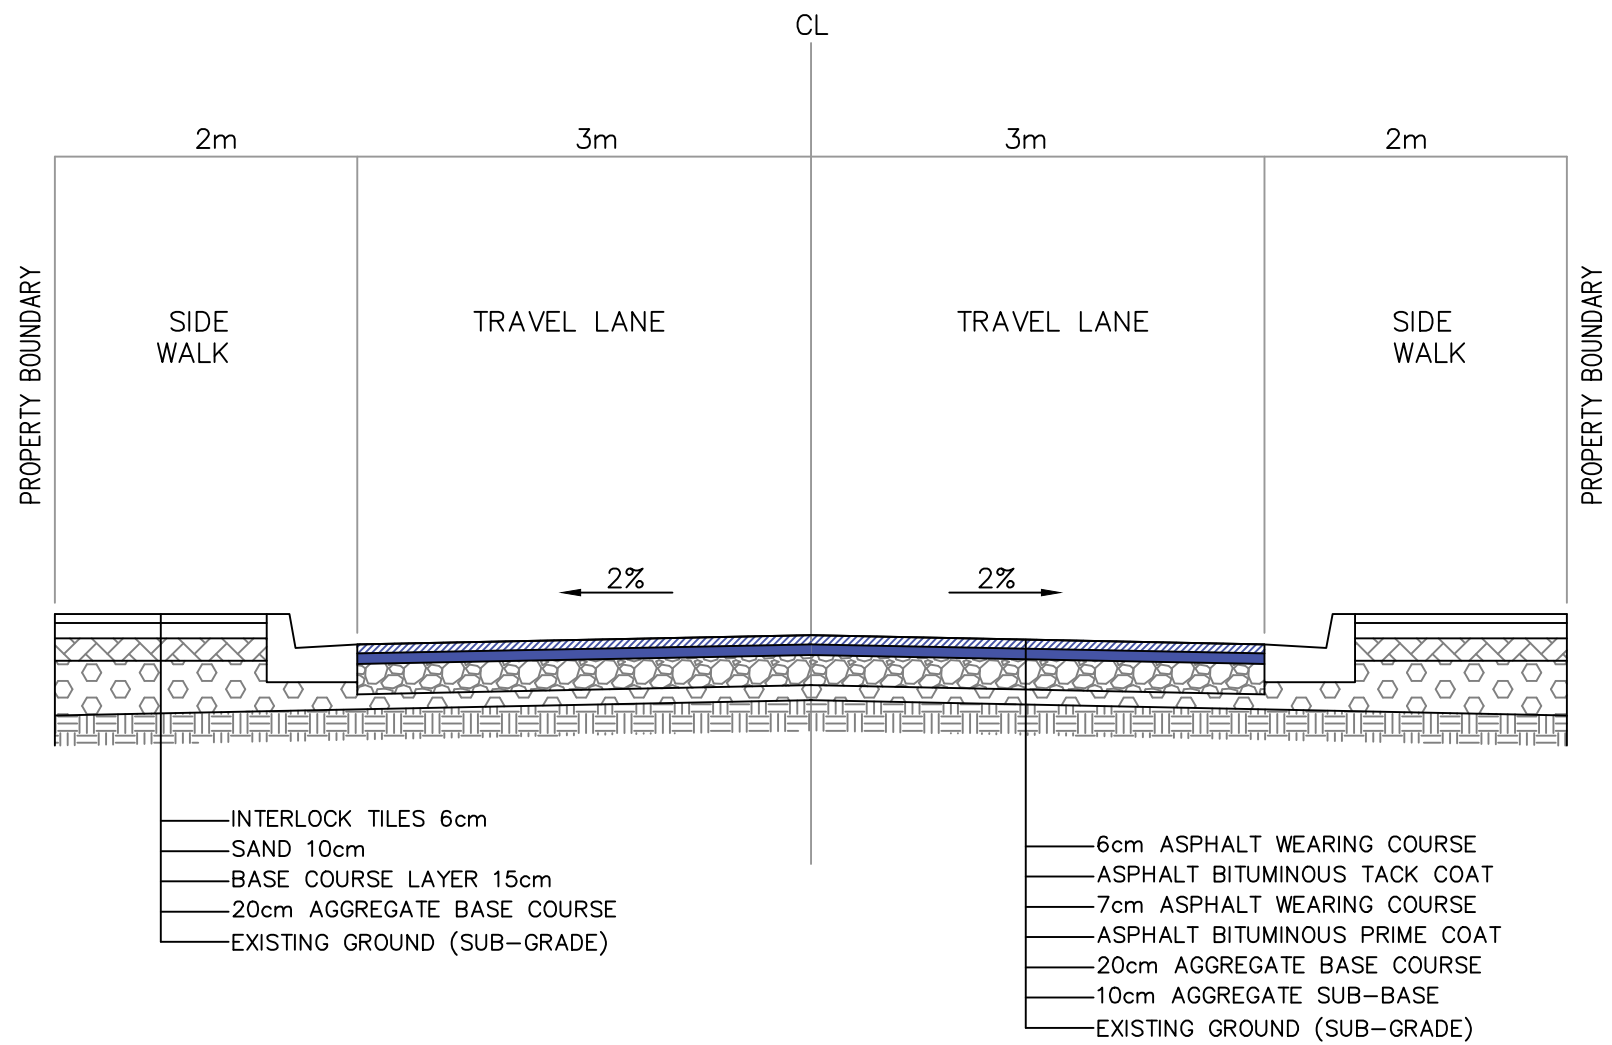 CL
2m
3m
3m
2m
PROPERTY BOUNDARY
SIDE
WALK
TRAVEL LANE
TRAVEL LANE
SIDE
WALK
PROPERTY BOUNDARY
2%
2%
INTERLOCK TILES 6cm
SAND 10cm
BASE COURSE LAYER 15cm
20cm AGGREGATE BASE COURSE
EXISTING GROUND (SUB-GRADE)
6cm ASPHALT WEARING COURSE
ASPHALT BITUMINOUS TACK COAT
7cm ASPHALT WEARING COURSE
ASPHALT BITUMINOUS PRIME COAT
20cm AGGREGATE BASE COURSE
10cm AGGREGATE SUB-BASE
EXISTING GROUND (SUB-GRADE)